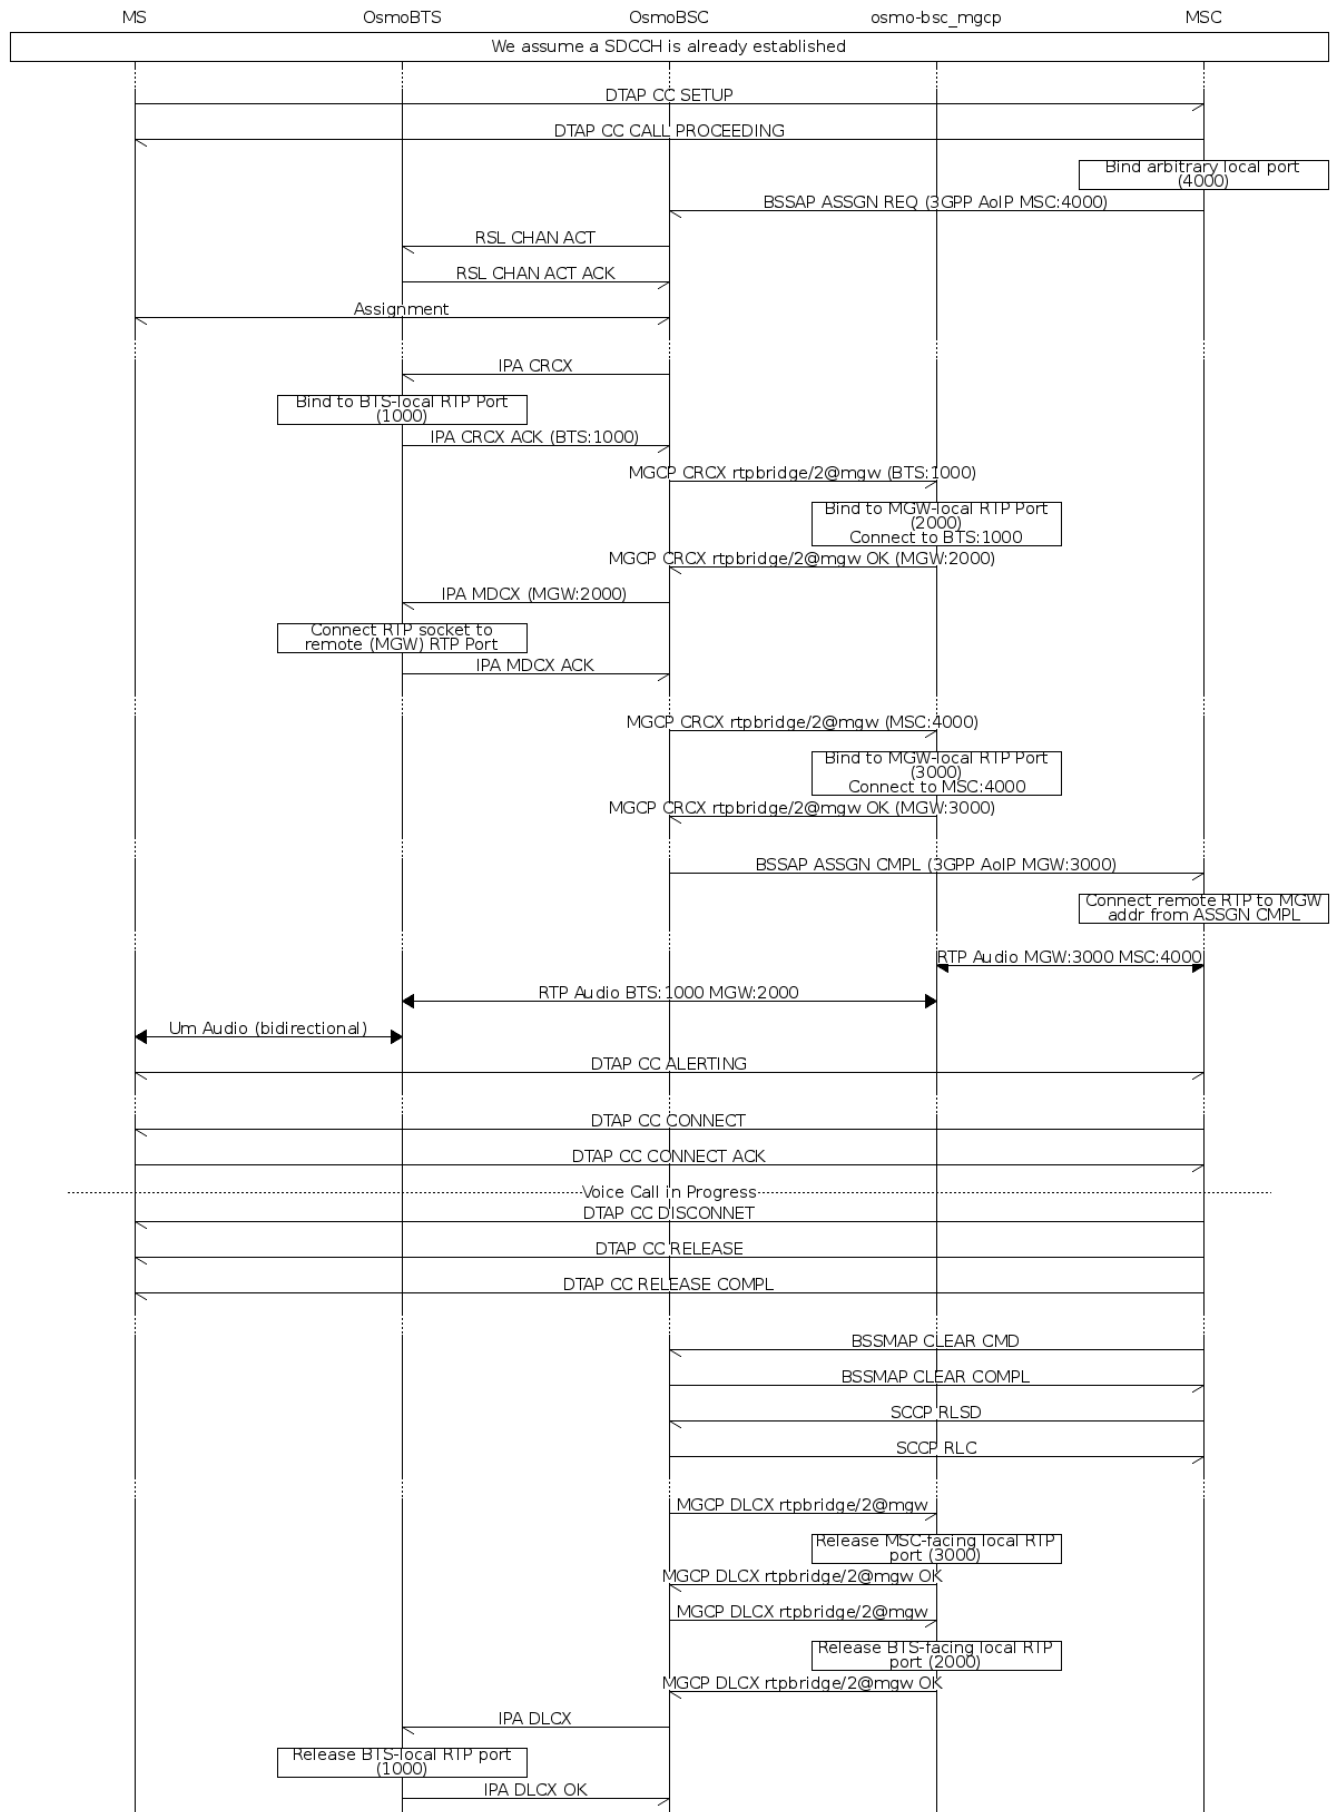 MS OsmoBTS OsmoBSC osmo-bsc_mgcp MSC
We assume a SDCCH is already established
DTAP CC SETUP
DTAP CC CALL PROCEEDING
Bind arbitrary local port
(4000)
BSSAP ASSGN REQ (3GPP AoIP MSC:4000)
RSL CHAN ACT
RSL CHAN ACT ACK
Assignment
IPA CRCX
Bind to BTS-local RTP Port
(1000)
IPA CRCX ACK (BTS:1000)
MGCP CRCX rtpbridge/2@mgw (BTS:1000)
Bind to MGW-local RTP Port
(2000)
Connect to BTS:1000
MGCP CRCX rtpbridge/2@mgw OK (MGW:2000)
IPA MDCX (MGW:2000)
Connect RTP socket to
remote (MGW) RTP Port
IPA MDCX ACK
MGCP CRCX rtpbridge/2@mgw (MSC:4000)
Bind to MGW-local RTP Port
(3000)
Connect to MSC:4000
MGCP CRCX rtpbridge/2@mgw OK (MGW:3000)
BSSAP ASSGN CMPL (3GPP AoIP MGW:3000)
Connect remote RTP to MGW
addr from ASSGN CMPL
RTP Audio MGW:3000 MSC:4000
RTP Audio BTS:1000 MGW:2000
Um Audio (bidirectional)
DTAP CC ALERTING
DTAP CC CONNECT
DTAP CC CONNECT ACK
Voice Call in Progress
DTAP CC DISCONNET
DTAP CC RELEASE
DTAP CC RELEASE COMPL
BSSMAP CLEAR CMD
BSSMAP CLEAR COMPL
SCCP RLSD
SCCP RLC
MGCP DLCX rtpbridge/2@mgw
Release MSC-facing local RTP
port (3000)
MGCP DLCX rtpbridge/2@mgw OK
MGCP DLCX rtpbridge/2@mgw
Release BTS-facing local RTP
port (2000)
MGCP DLCX rtpbridge/2@mgw OK
IPA DLCX
Release BTS-local RTP port
(1000)
IPA DLCX OK